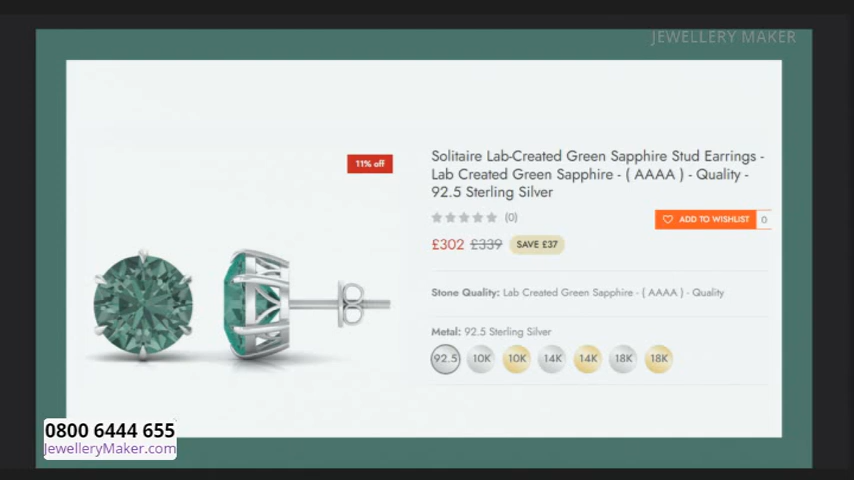 JEWELLERY MAKER
11% off
Solitaire Lab-Created Green Sapphire Stud Earrings -
Lab Created Green Sapphire - ( AAAA ) - Quality -
92.5 Sterling Silver
(0)
ADD TO WISHLIST 0
£302 £339 SAVE £37
Stone Quality: Lab Created Green Sapphire - ( AAAA ) - Quality
Metal: 92.5 Sterling Silver
92.5 10K 10K 14K 14K 18K 18K
0800 6444 655
JewelleryMaker.com